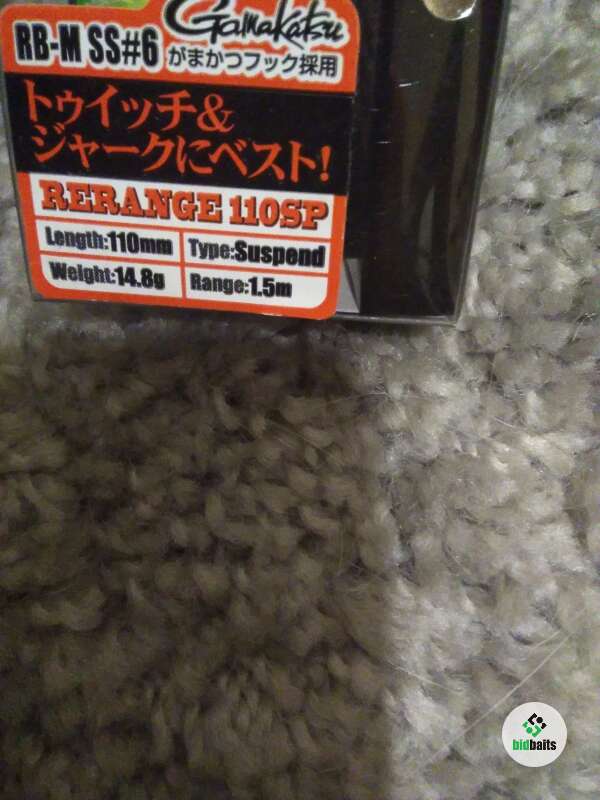 Gamakatsu
RB-M SS#6 がまかつフック採用
トゥイッチ&
ジャークにベスト!
RERANGE 110SP
Length:110mm Type:Suspend
Weight:14.8g Range:1.5m
bidbaits